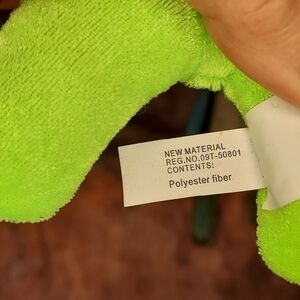 NEW MATERIAL
REG.NO.09T-50801
CONTENTS:
Polyester fiber